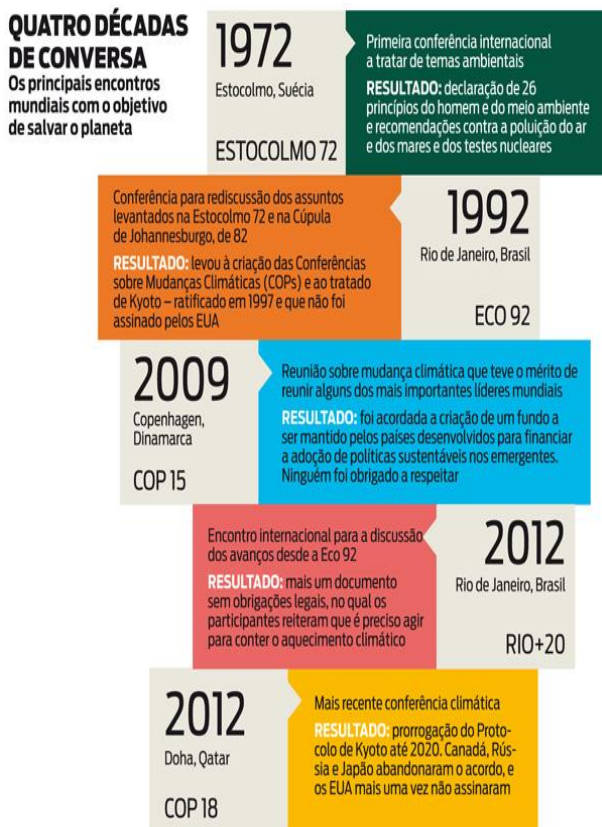 QUATRO DÉCADAS
DE CONVERSA
Os principais encontros
mundiais com o objetivo
de salvar o planeta
1972
Estocolmo, Suécia
ESTOCOLMO 72
Primeira conferência internacional
a tratar de temas ambientais
RESULTADO: declaração de 26
princípios do homem e do meio ambiente
e recomendações contra a poluição do ar
e dos mares e dos testes nucleares
Conferência para rediscussão dos assuntos
levantados na Estocolmo 72 e na Cúpula
de Johannesburgo, de 82
RESULTADO: levou à criação das Conferências
sobre Mudanças Climáticas (COPs) e ao tratado
de Kyoto – ratificado em 1997 e que não foi
assinado pelos EUA
1992
Rio de Janeiro, Brasil
ECO 92
2009
Copenhagen,
Dinamarca
COP 15
Reunião sobre mudança climática que teve o mérito de
reunir alguns dos mais importantes líderes mundiais
RESULTADO: foi acordada a criação de um fundo a
ser mantido pelos países desenvolvidos para financiar
a adoção de políticas sustentáveis nos emergentes.
Ninguém foi obrigado a respeitar
Encontro internacional para a discussão
dos avanços desde a Eco 92
RESULTADO: mais um documento
sem obrigações legais, no qual os
participantes reiteram que é preciso agir
para conter o aquecimento climático
2012
Rio de Janeiro, Brasil
RIO+20
2012
Doha, Qatar
COP 18
Mais recente conferência climática
RESULTADO: prorrogação do Proto-
colo de Kyoto até 2020. Canadá, Rús-
sia e Japão abandonaram o acordo, e
os EUA mais uma vez não assinaram